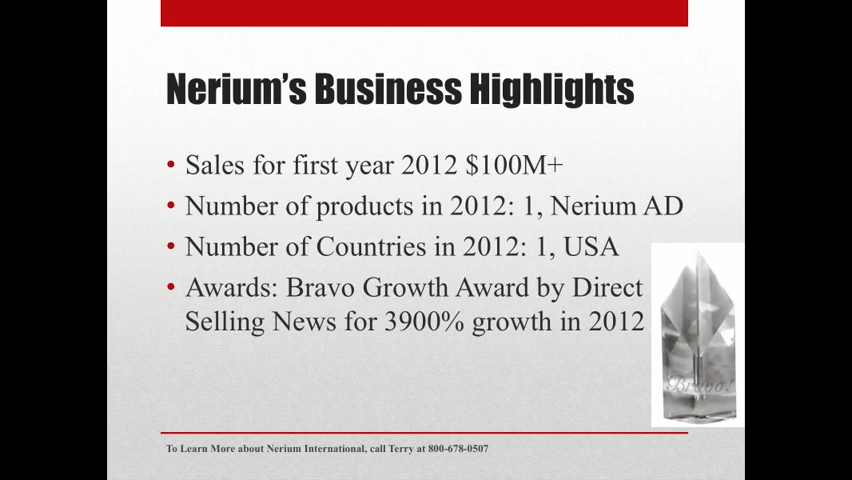 Nerium's Business Highlights
• Sales for first year 2012 $100M+
• Number of products in 2012: 1, Nerium AD
• Number of Countries in 2012: 1, USA
• Awards: Bravo Growth Award by Direct
Selling News for 3900% growth in 2012
Bravo!
To Learn More about Nerium International, call Terry at 800-678-0507